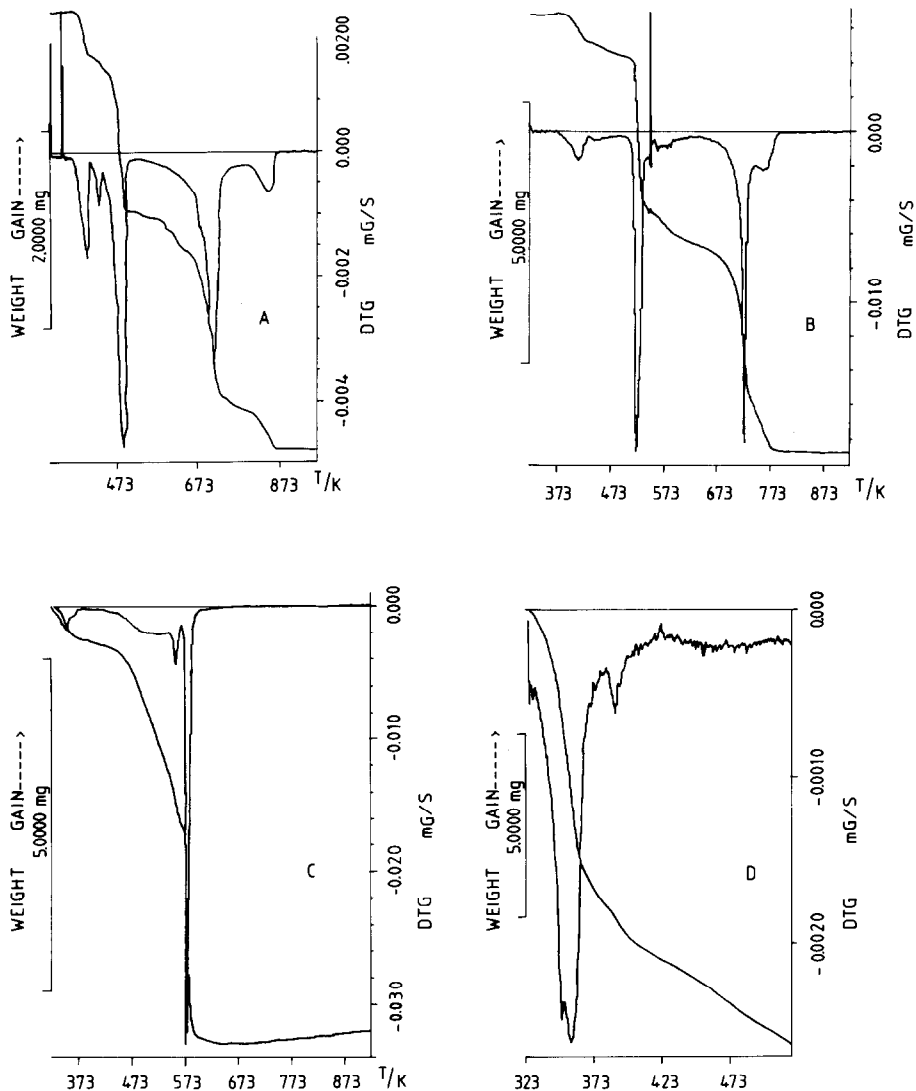 WEIGHT GAIN----->
2.0000 mg
0.00200
0.000
-0.002
-0.004
DTG mG/S
A
473 673 873 T/K
WEIGHT GAIN----->
5.0000 mg
0.000
-0.010
DTG mG/S
B
373 473 573 673 773 873 T/K
WEIGHT GAIN----->
5.0000 mg
0.000
-0.010
-0.020
-0.030
DTG mG/S
C
373 473 573 673 773 873 T/K
WEIGHT GAIN----->
5.0000 mg
0.000
-0.0010
-0.0020
DTG mG/S
D
323 373 423 473